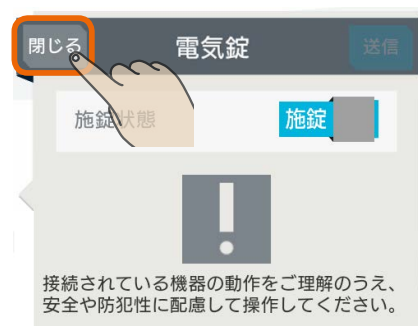 閉じる 電気錠 送信
施錠状態 施錠
接続されている機器の動作をご理解のうえ、
安全や防犯性に配慮して操作してください。